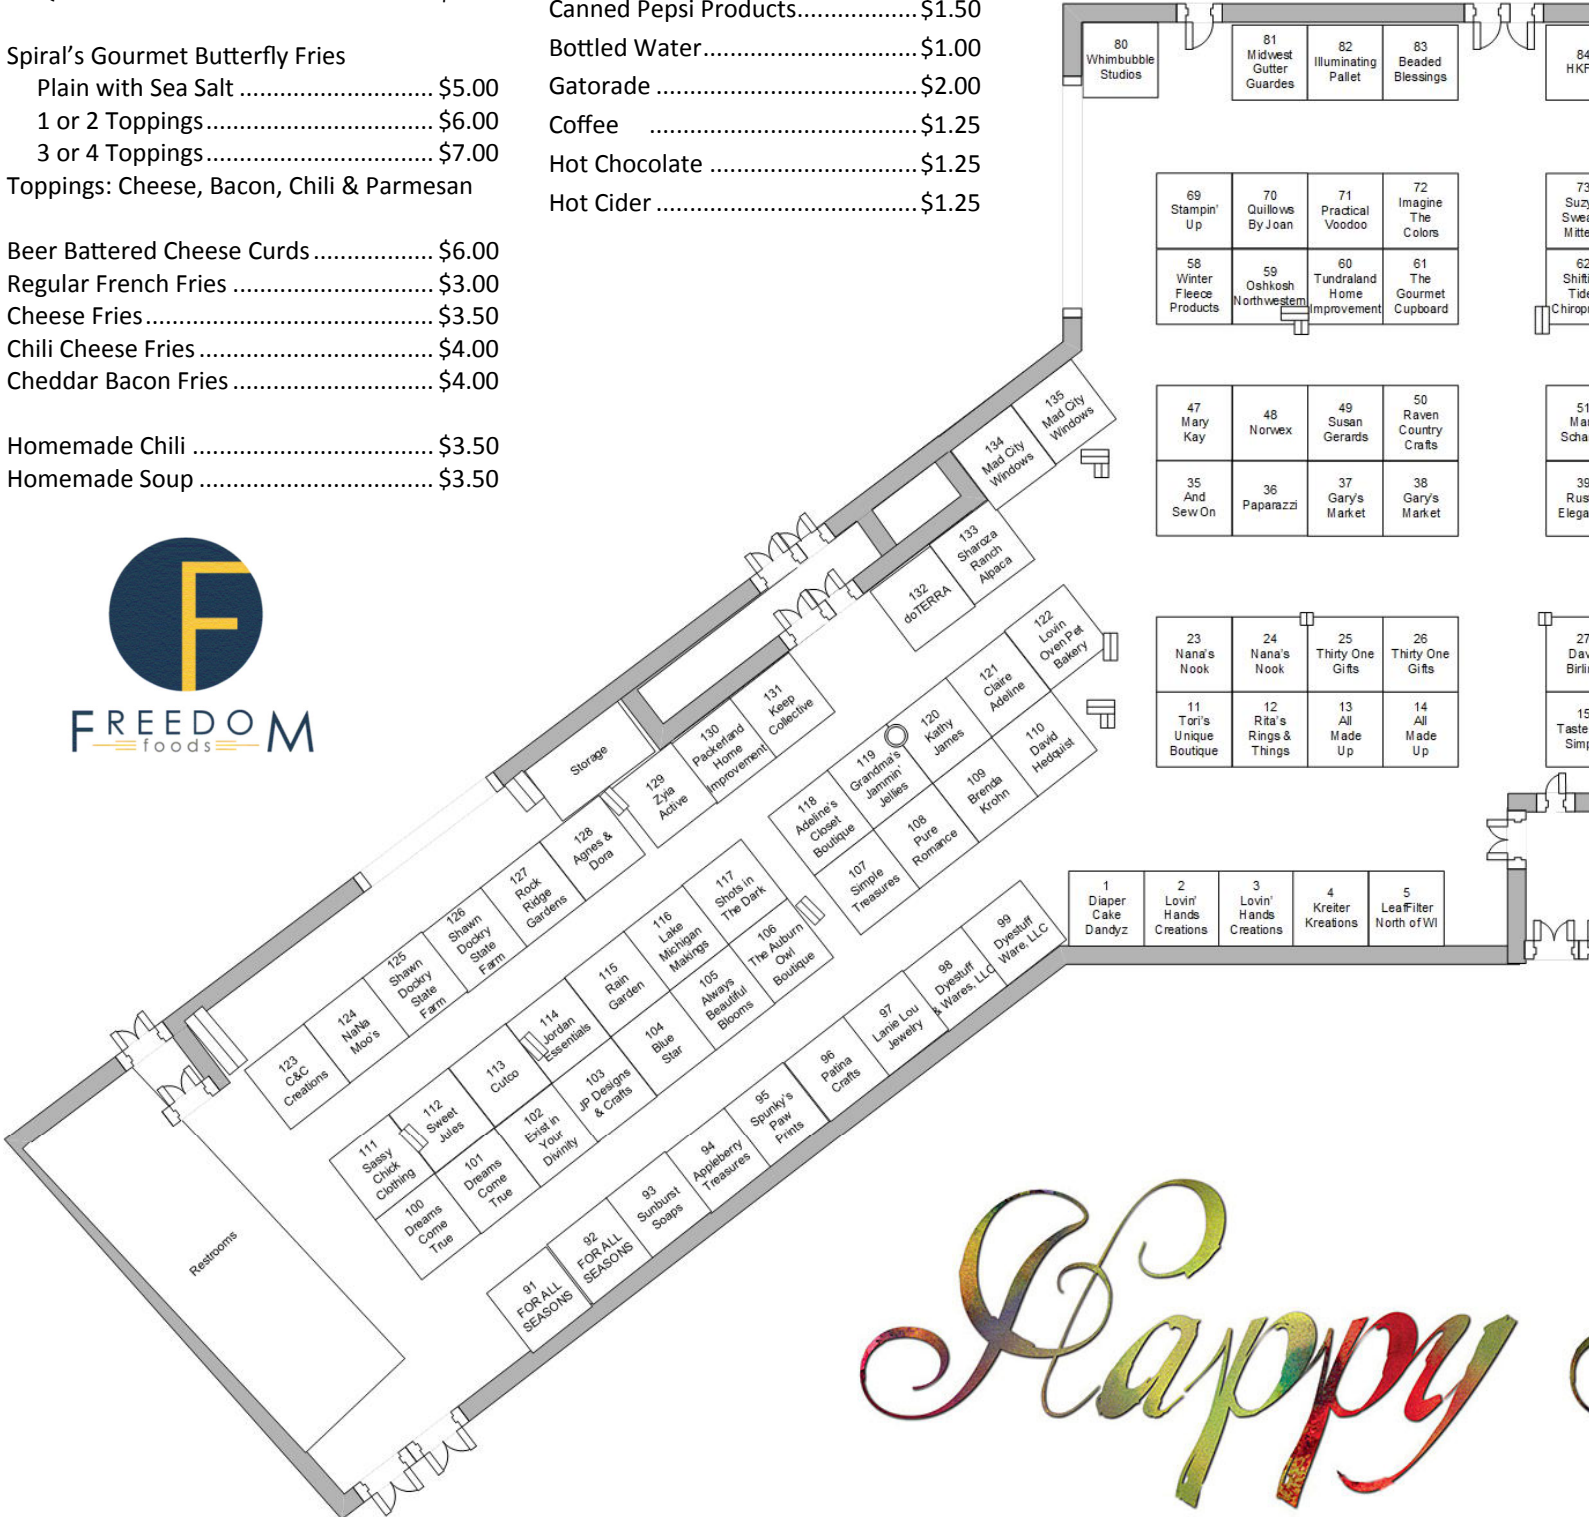 Spiral’s Gourmet Butterfly Fries
Plain with Sea Salt ............................ $5.00
1 or 2 Toppings................................. $6.00
3 or 4 Toppings................................. $7.00
Toppings: Cheese, Bacon, Chili & Parmesan
Beer Battered Cheese Curds.................. $6.00
Regular French Fries ............................. $3.00
Cheese Fries.......................................... $3.50
Chili Cheese Fries .................................. $4.00
Cheddar Bacon Fries ............................. $4.00
Homemade Chili ................................... $3.50
Homemade Soup .................................. $3.50
Canned Pepsi Products.................. $1.50
Bottled Water................................ $1.00
Gatorade ....................................... $2.00
Coffee ........................................ $1.25
Hot Chocolate ............................... $1.25
Hot Cider ....................................... $1.25
FREEDOM
foods
80
Whimbubble
Studios
81
Midwest
Gutter
Guardes
82
Illuminating
Pallet
83
Beaded
Blessings
84
69
Stampin'
Up
70
Quillows
By Joan
71
Practical
Voodoo
72
Imagine
The
Colors
73
58
Winter
Fleece
Products
59
Oshkosh
Northwestern
60
Tundraland
Home
Improvement
61
The
Gourmet
Cupboard
62
47
Mary
Kay
48
Norwex
49
Susan
Gerards
50
Raven
Country
Crafts
51
35
And
Sew On
36
Paparazzi
37
Gary's
Market
38
Gary's
Market
39
23
Nana's
Nook
24
Nana's
Nook
25
Thirty One
Gifts
26
Thirty One
Gifts
27
11
Tori's
Unique
Boutique
12
Rita's
Rings &
Things
13
All
Made
Up
14
All
Made
Up
15
1
Diaper
Cake
Dandyz
2
Lovin'
Hands
Creations
3
Lovin'
Hands
Creations
4
Kreiter
Kreations
5
LeafFilter
North of WI
135
Mad City
Windows
134
Mad City
Windows
133
Sharoza
Ranch
Alpaca
132
doTERRA
131
Keep
Collective
130
Packerland
Home
Improvement
129
Zyia
Active
Storage
128
Agnes &
Dora
127
Rock
Ridge
Gardens
126
Shawn
Dockry
State
Farm
125
Shawn
Dockry
State
Farm
124
NaNa
Moo's
123
C&C
Creations
122
Lovin
Oven Pet
Bakery
121
Claire
Adeline
120
Kathy
James
119
Grandma's
Jammin'
Jellies
118
Adeline's
Closet
Boutique
110
David
Hedquist
109
Brenda
Krohn
108
Pure
Romance
107
Simple
Treasures
117
Shots in
The Dark
116
Lake
Michigan
Makings
115
Rain
Garden
114
Jordan
Essentials
113
Cutco
112
Sweet
Jules
111
Sassy
Chick
Clothing
106
The Auburn
Owl
Boutique
105
Always
Beautiful
Blooms
104
Blue
Star
103
JP Designs
& Crafts
102
Exist in
Your
Divinity
101
Dreams
Come
True
100
Dreams
Come
True
99
Dyestuff
Ware, LLC
98
Dyestuff
& Wares, LLC
97
Lanie Lou
Jewelry
96
Patina
Crafts
95
Spunky's
Paw
Prints
94
Appleberry
Treasures
93
Sunburst
Soaps
92
FOR ALL
SEASONS
91
FOR ALL
SEASONS
Restrooms
Happy